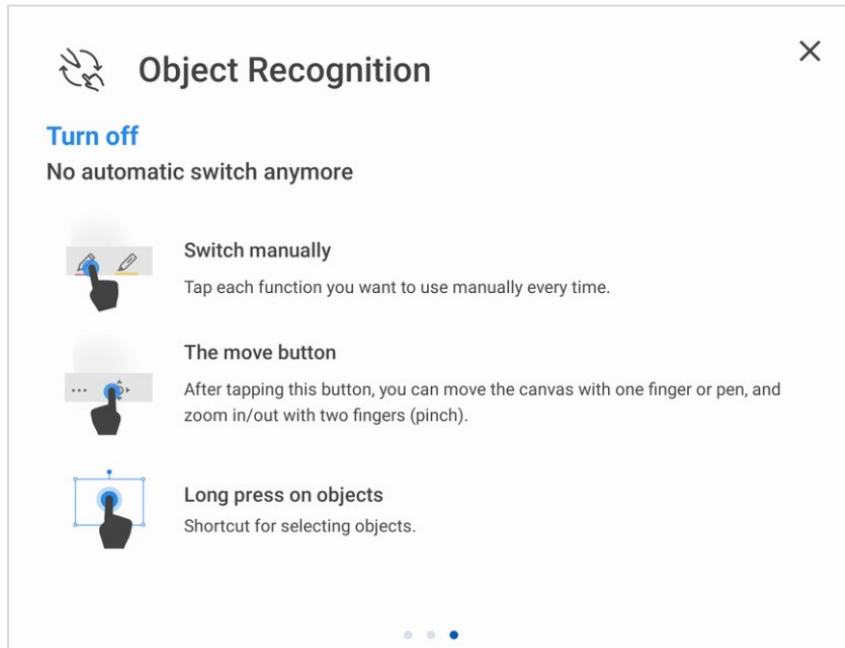 Object Recognition
Turn off
No automatic switch anymore
Switch manually
Tap each function you want to use manually every time.
The move button
After tapping this button, you can move the canvas with one finger or pen, and
zoom in/out with two fingers (pinch).
Long press on objects
Shortcut for selecting objects.